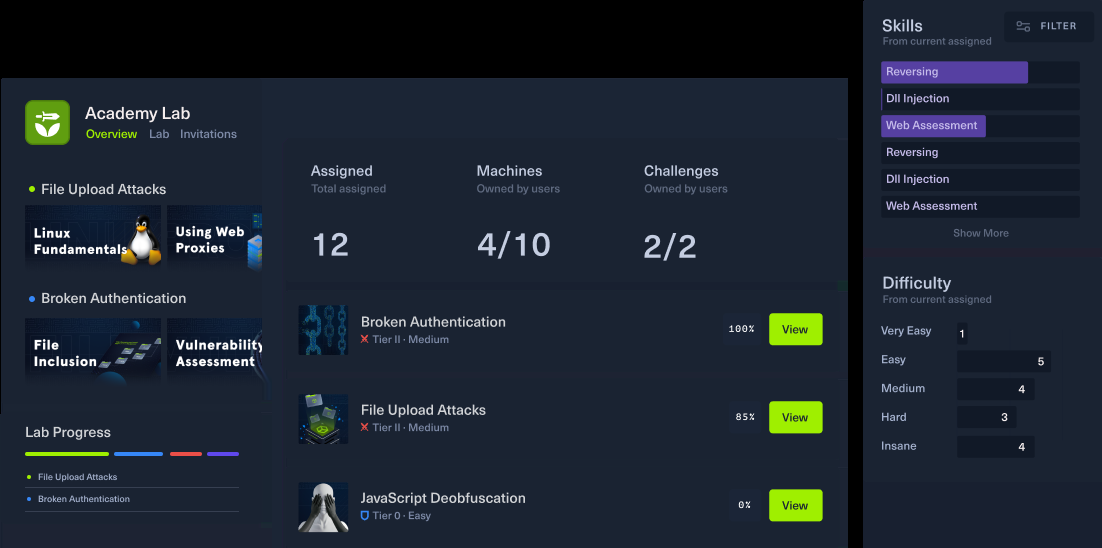 Academy Lab
Overview Lab Invitations
File Upload Attacks
Linux
Fundamentals
Using Web
Proxies
Broken Authentication
File
Inclusion
Vulnerability
Assessment
Lab Progress
File Upload Attacks
Broken Authentication
Assigned
Total assigned
12
Machines
Owned by users
4/10
Challenges
Owned by users
2/2
Broken Authentication
Tier II · Medium
100%
View
File Upload Attacks
Tier II · Medium
85%
View
JavaScript Deobfuscation
Tier 0 · Easy
0%
View
Skills
From current assigned
FILTER
Reversing
Dll Injection
Web Assessment
Reversing
Dll Injection
Web Assessment
Show More
Difficulty
From current assigned
Very Easy 1
Easy 5
Medium 4
Hard 3
Insane 4